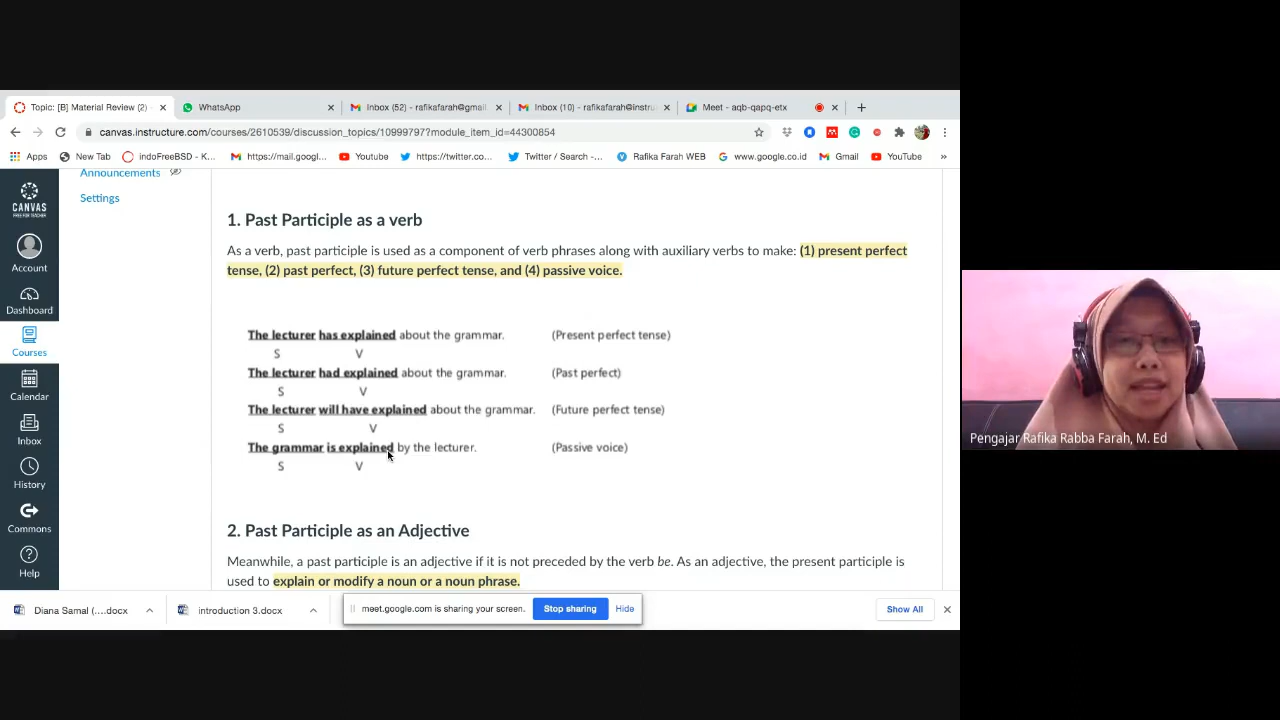 Topic: [B] Material Review (2)
WhatsApp
Inbox (52) - rafikafarah@gmail.
Inbox (10) - rafikafarah@instru
Meet - aqb-qapq-etx
canvas.instructure.com/courses/2610539/discussion_topics/10999797?module_item_id=44300854
Apps
New Tab
indoFreeBSD - K...
https://mail.googl...
Youtube
https://twitter.co...
Twitter / Search -...
Rafika Farah WEB
www.google.co.id
Gmail
YouTube
»
CANVAS
FREE FOR TEACHER
Account
Dashboard
Courses
Calendar
Inbox
History
Commons
Help
Announcements
Settings
1. Past Participle as a verb
As a verb, past participle is used as a component of verb phrases along with auxiliary verbs to make: (1) present perfect
tense, (2) past perfect, (3) future perfect tense, and (4) passive voice.
The lecturer has explained about the grammar. (Present perfect tense)
S V
The lecturer had explained about the grammar. (Past perfect)
S V
The lecturer will have explained about the grammar. (Future perfect tense)
S V
The grammar is explained by the lecturer. (Passive voice)
S V
2. Past Participle as an Adjective
Meanwhile, a past participle is an adjective if it is not preceded by the verb be. As an adjective, the present participle is
used to explain or modify a noun or a noun phrase.
Diana Samal (....docx
introduction 3.docx
meet.google.com is sharing your screen.
Stop sharing
Hide
Show All
Pengajar Rafika Rabba Farah, M. Ed